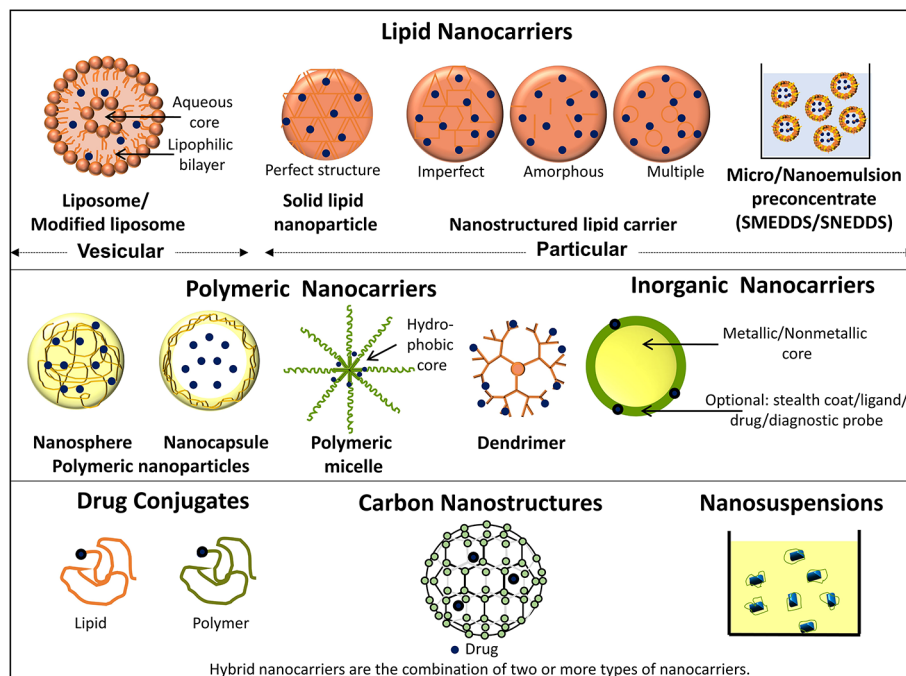 Lipid Nanocarriers
Aqueous
core
Lipophilic
bilayer
Perfect structure
Imperfect
Amorphous
Multiple
Liposome/
Modified liposome
Solid lipid
nanoparticle
Nanostructured lipid carrier
Micro/Nanoemulsion
preconcentrate
(SMEDDS/SNEDDS)
Vesicular
Particular
Polymeric Nanocarriers
Inorganic Nanocarriers
Hydro-
phobic
core
Metallic/Nonmetallic
core
Optional: stealth coat/ligand/
drug/diagnostic probe
Nanosphere
Nanocapsule
Polymeric nanoparticles
Polymeric
micelle
Dendrimer
Drug Conjugates
Carbon Nanostructures
Nanosuspensions
Lipid
Polymer
Drug
Hybrid nanocarriers are the combination of two or more types of nanocarriers.